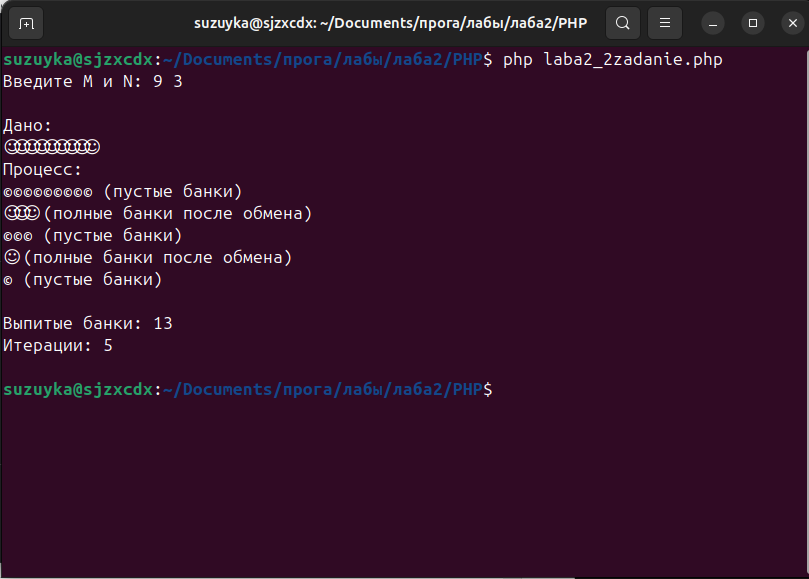 suzuyka@sjzxcdx: ~/Documents/прога/лабы/лаба2/PHP
suzuyka@sjzxcdx:~/Documents/прога/лабы/лаба2/PHP$ php laba2_2zadanie.php
Введите M и N: 9 3
Дано:
☺☺☺☺☺☺☺☺☺
Процесс:
©©©©©©©©© (пустые банки)
☺☺☺(полные банки после обмена)
©©© (пустые банки)
☺(полные банки после обмена)
© (пустые банки)
Выпитые банки: 13
Итерации: 5
suzuyka@sjzxcdx:~/Documents/прога/лабы/лаба2/PHP$